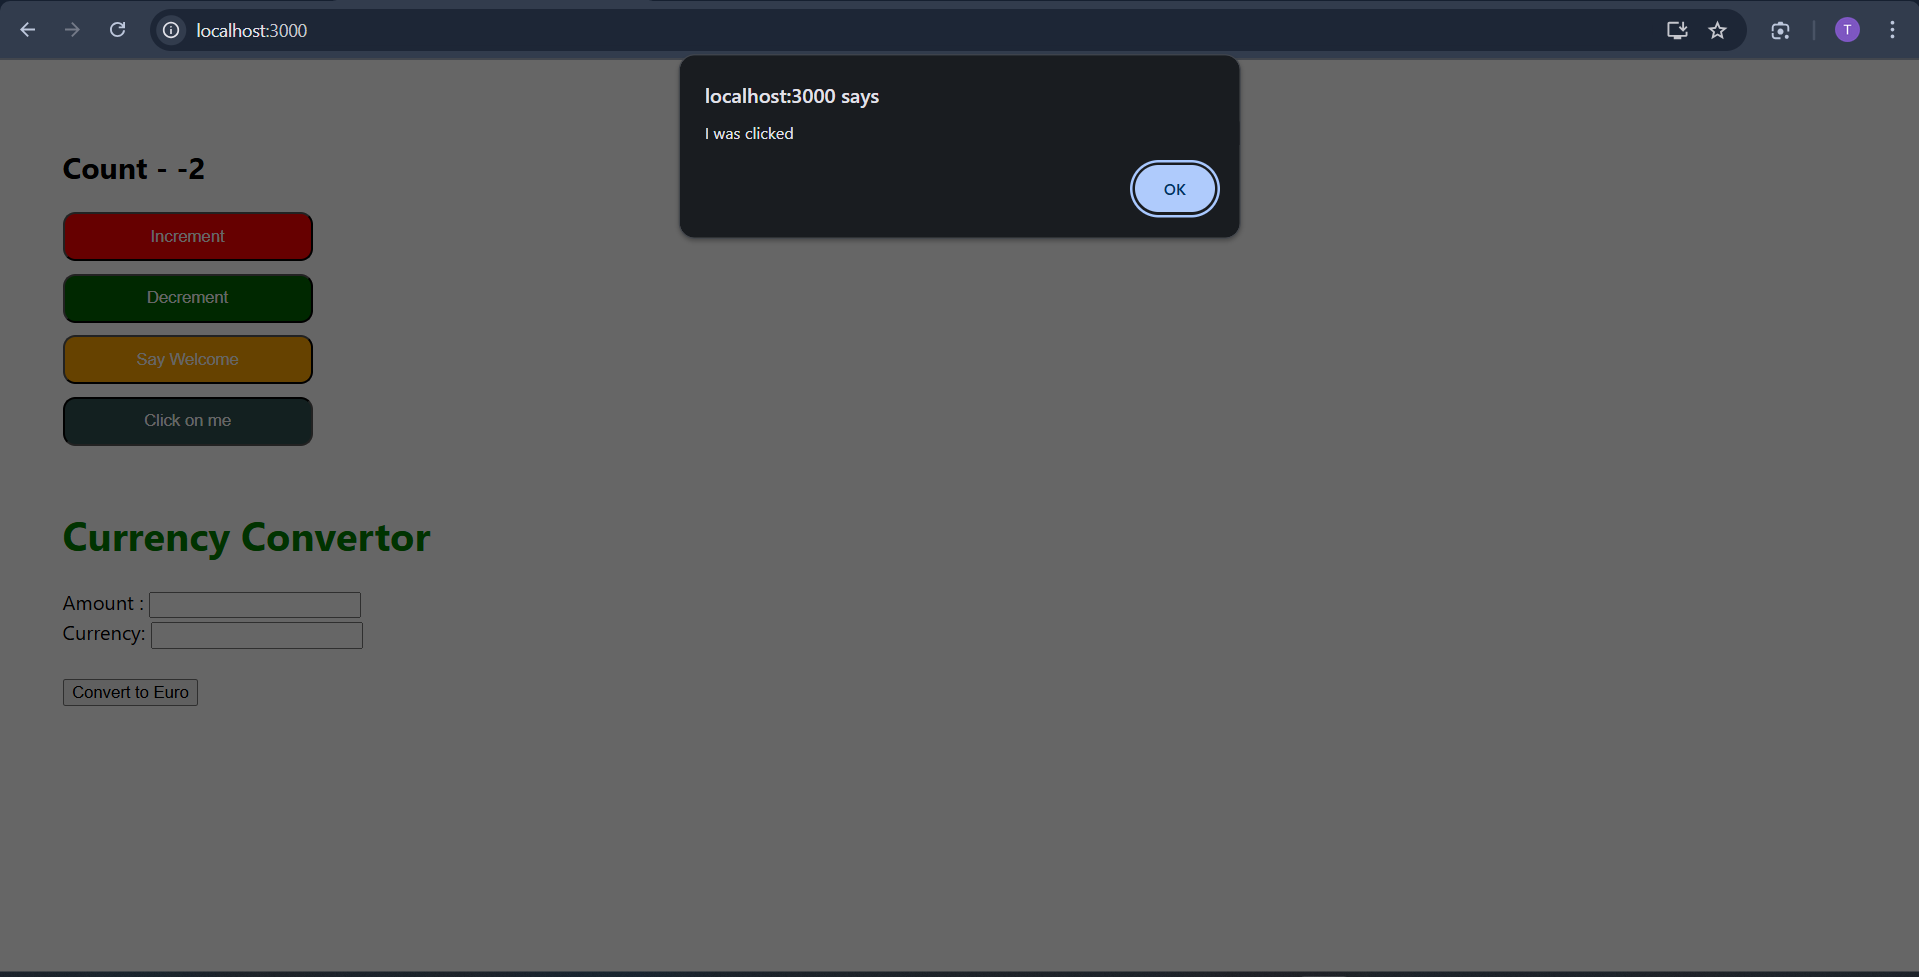 localhost:3000
T
localhost:3000 says
I was clicked
OK
Count - -2
Increment
Decrement
Say Welcome
Click on me
Currency Convertor
Amount :
Currency:
Convert to Euro